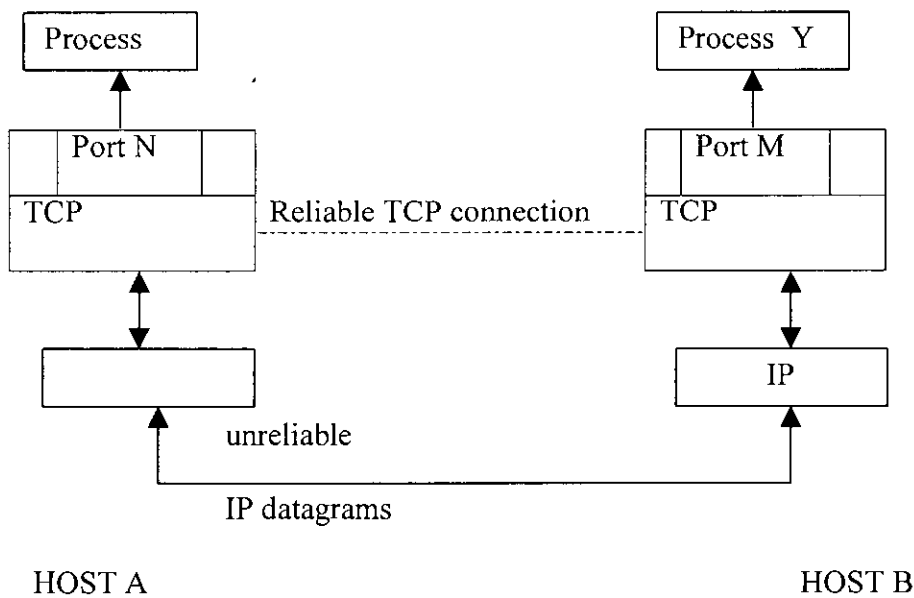 Process
Process Y
Port N
Port M
TCP
Reliable TCP connection
TCP
IP
unreliable
IP datagrams
HOST A
HOST B